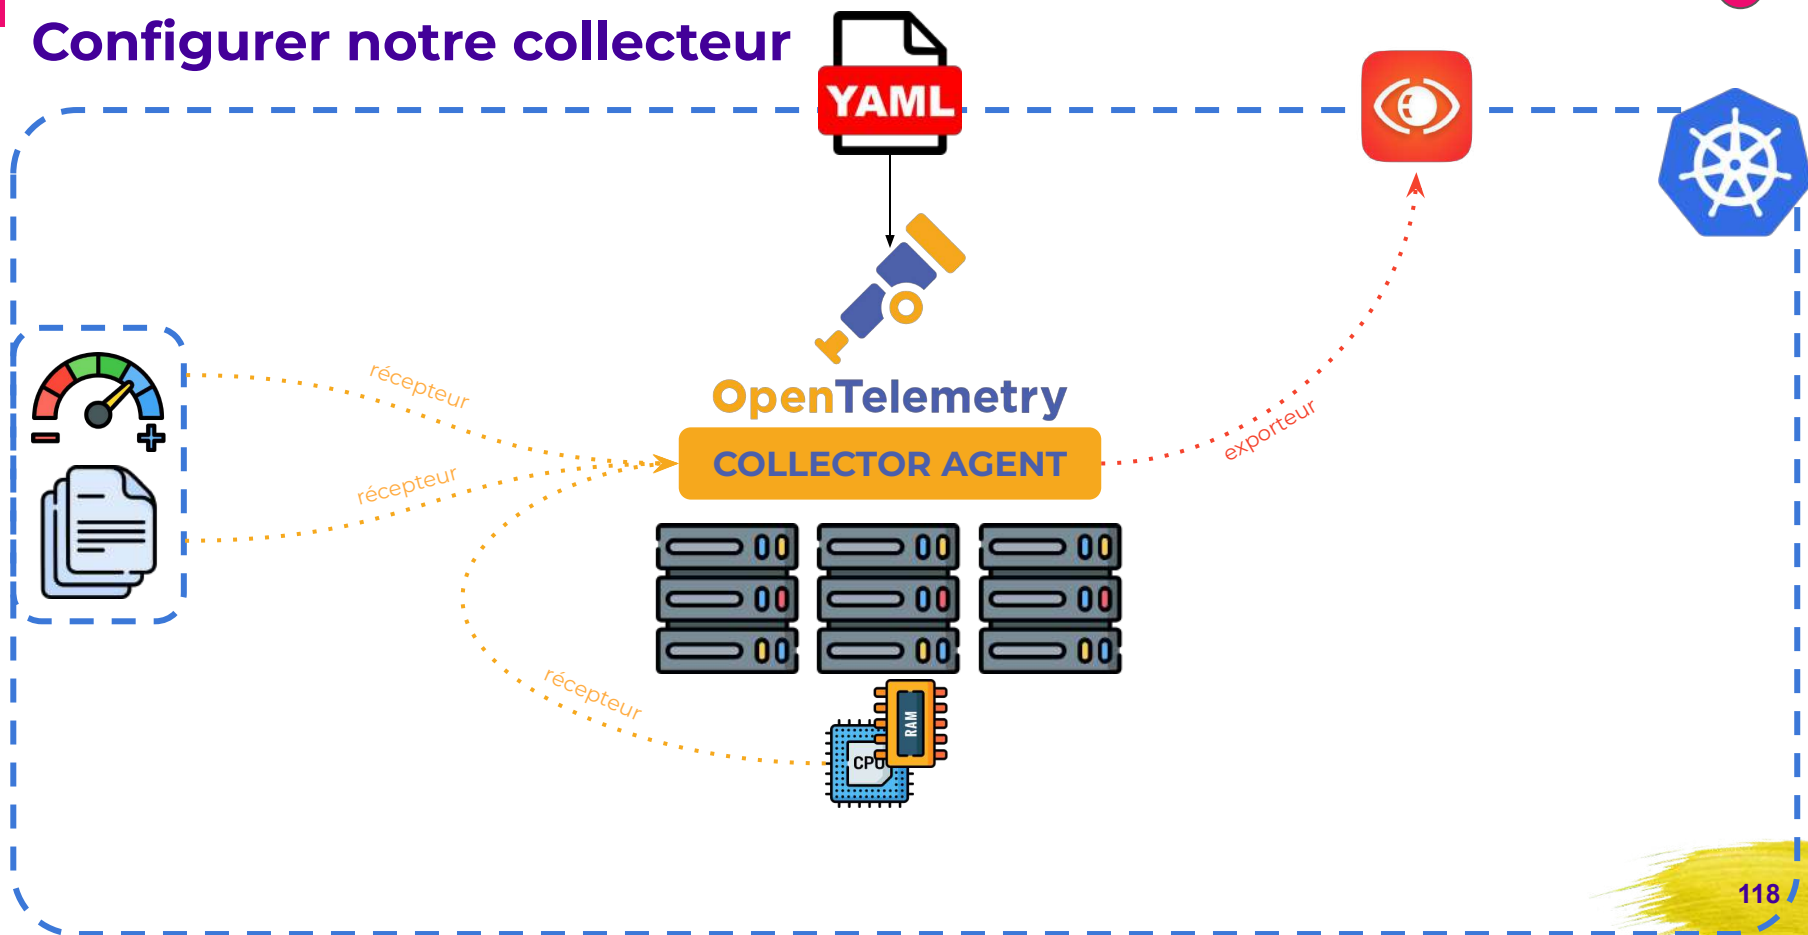 Configurer notre collecteur
YAML
récepteur
OpenTelemetry
exporteur
COLLECTOR AGENT
récepteur
récepteur
RAM
CPU
118